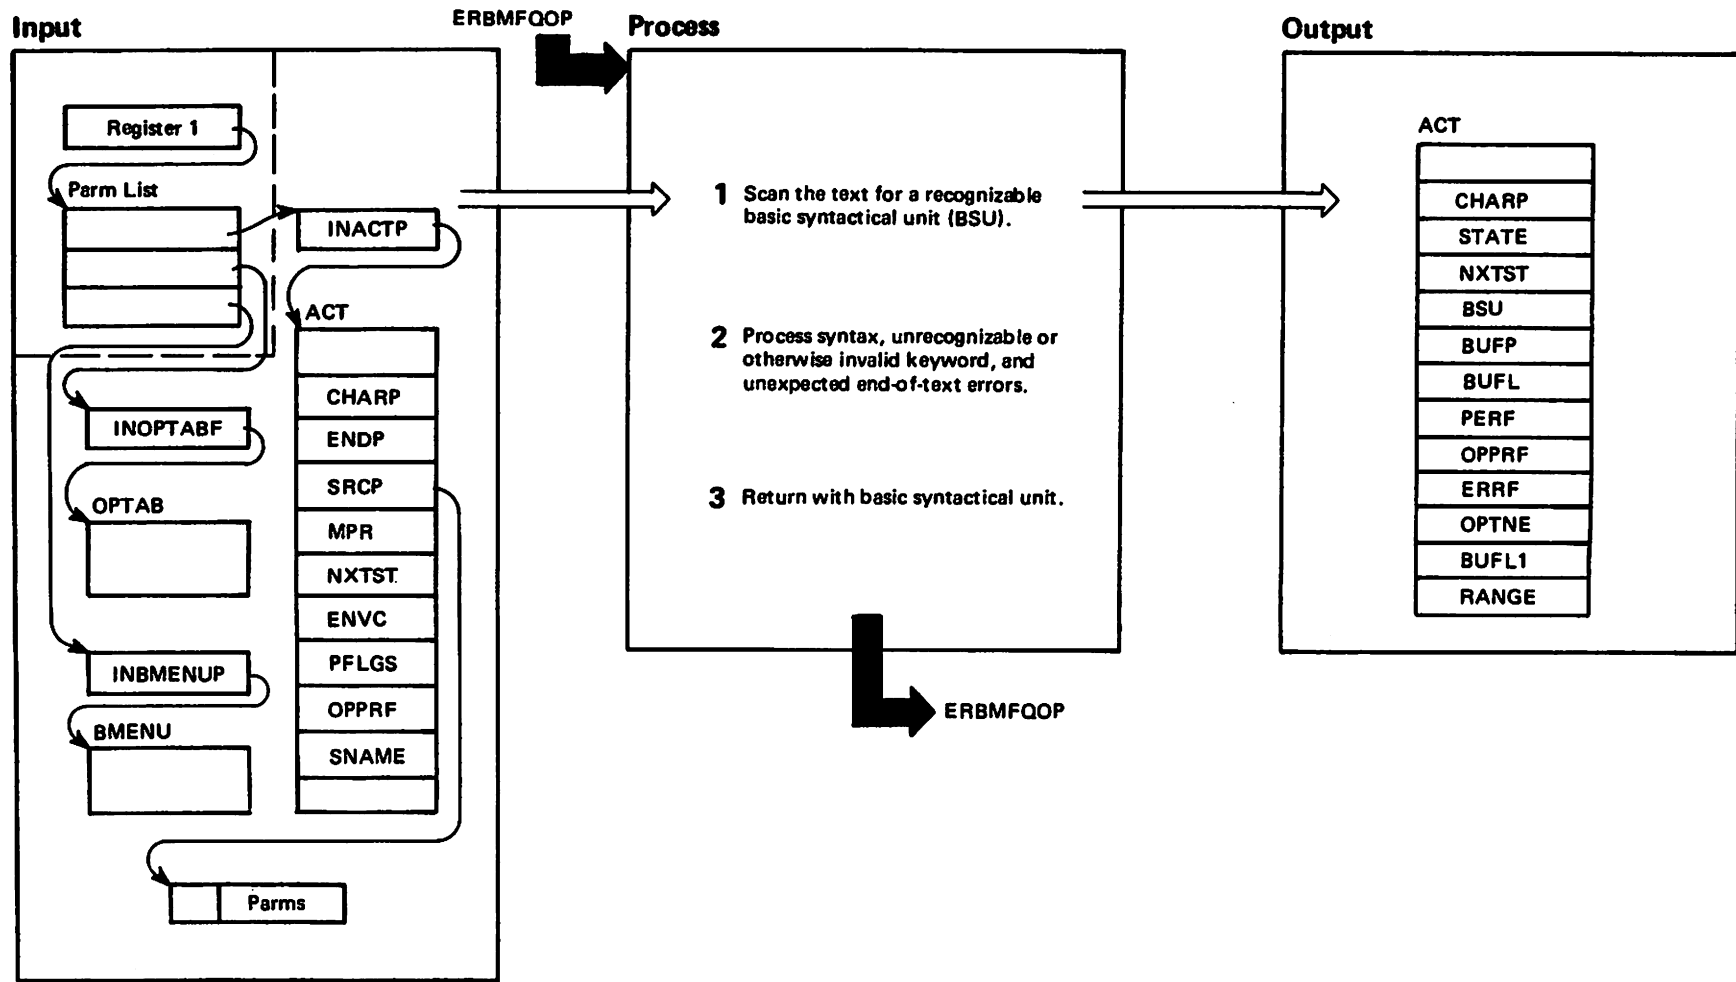 Input
ERBMFQOP
Process
Output
Register 1
Parm List
INACTP
ACT
CHARP
ENDP
SRCP
MPR
NXTST
ENVC
PFLGS
OPPRF
SNAME
INOPTABF
OPTAB
INBMENUP
BMENU
Parms
1 Scan the text for a recognizable
basic syntactical unit (BSU).
2 Process syntax, unrecognizable or
otherwise invalid keyword, and
unexpected end-of-text errors.
3 Return with basic syntactical unit.
ERBMFQOP
ACT
CHARP
STATE
NXTST
BSU
BUFP
BUFL
PERF
OPPRF
ERRF
OPTNE
BUFL1
RANGE